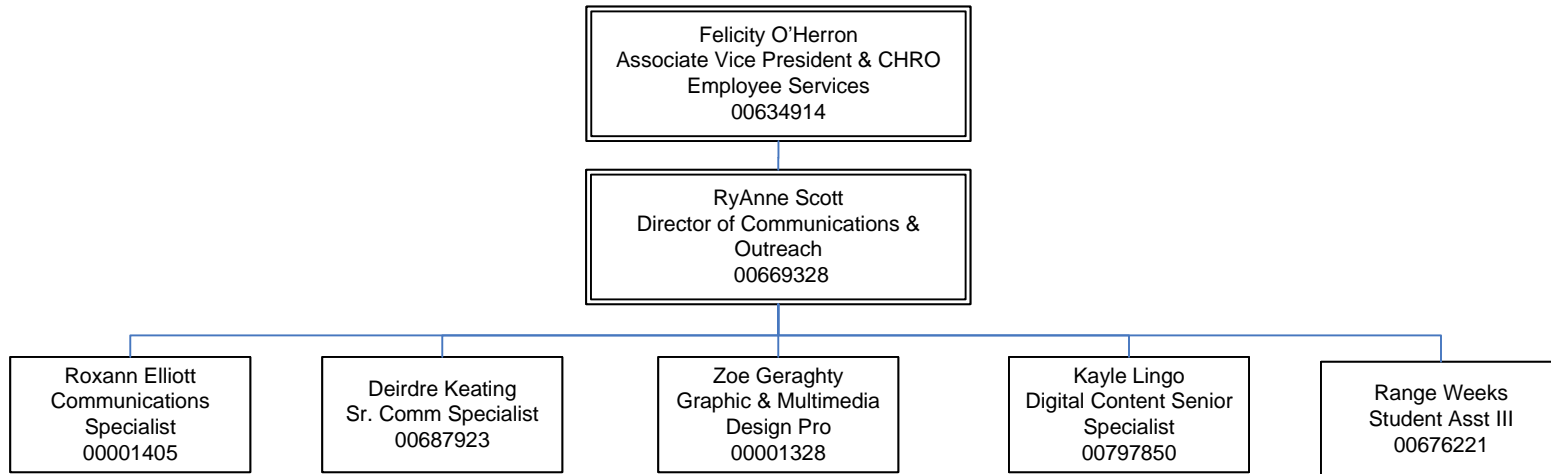 Felicity O’Herron
Associate Vice President & CHRO
Employee Services
00634914
RyAnne Scott
Director of Communications &
Outreach
00669328
Roxann Elliott
Communications
Specialist
00001405
Deirdre Keating
Sr. Comm Specialist
00687923
Zoe Geraghty
Graphic & Multimedia
Design Pro
00001328
Kayle Lingo
Digital Content Senior
Specialist
00797850
Range Weeks
Student Asst III
00676221